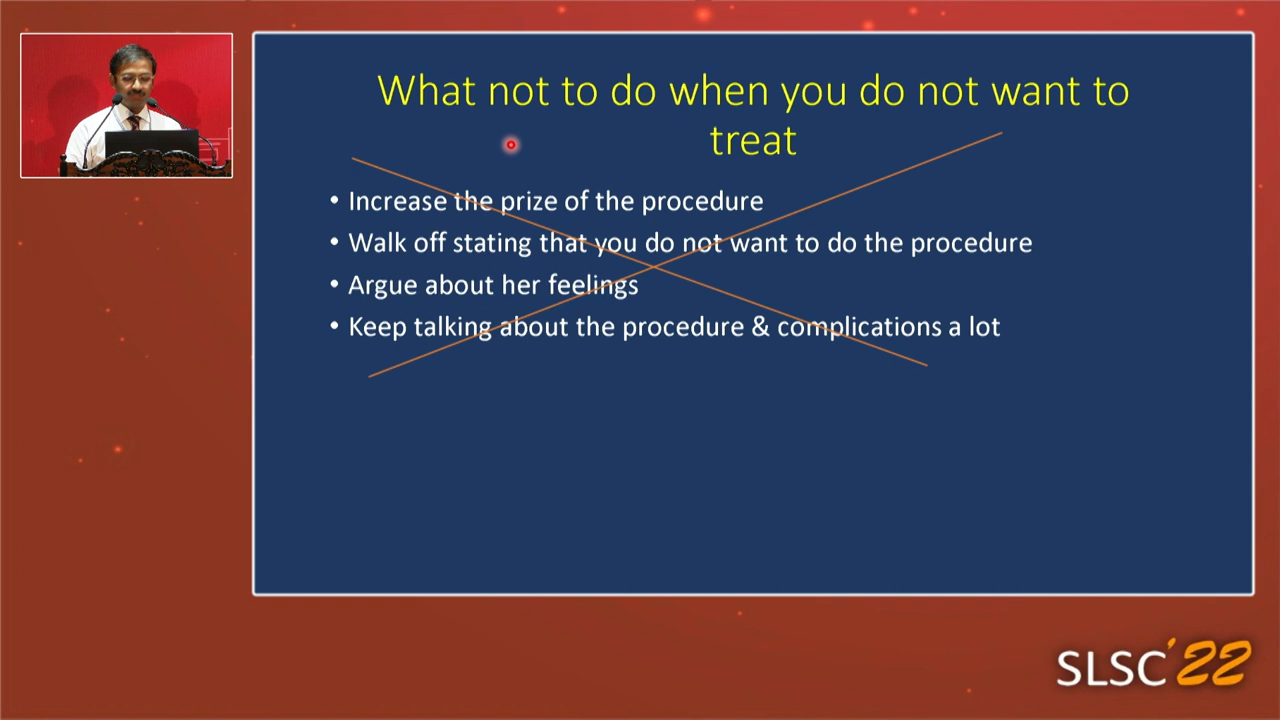 What not to do when you do not want to
treat
• Increase the prize of the procedure
• Walk off stating that you do not want to do the procedure
• Argue about her feelings
• Keep talking about the procedure & complications a lot
SLSC'22